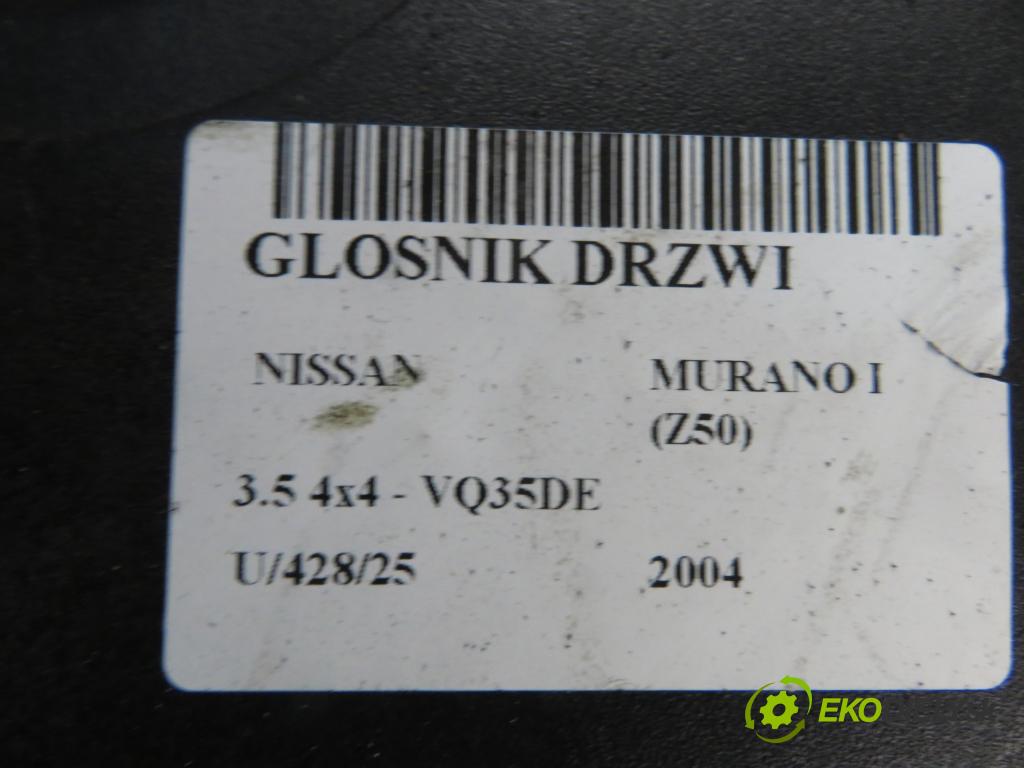 GLOSNIK DRZWI
NISSAN MURANO I
(Z50)
3.5 4x4 - VQ35DE
U/428/25 2004
EKO